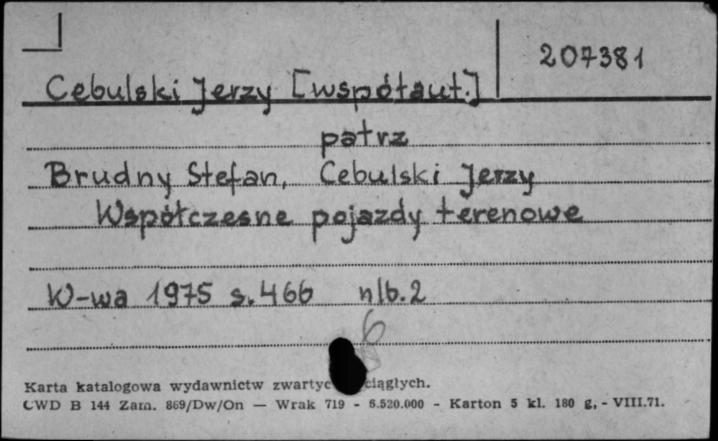 207381
Cebulski Jerzy [współaut.]
patrz
Brudny Stefan, Cebulski Jerzy
Współczesne pojazdy terenowe
W-wa 1975 s. 466 nlb. 2
6
Karta katalogowa wydawnictw zwartyc ciągłych.
CWD B 144 Zam. 869/Dw/On — Wrak 719 - 6.520.000 - Karton 5 kl. 180 g, - VIII.71.